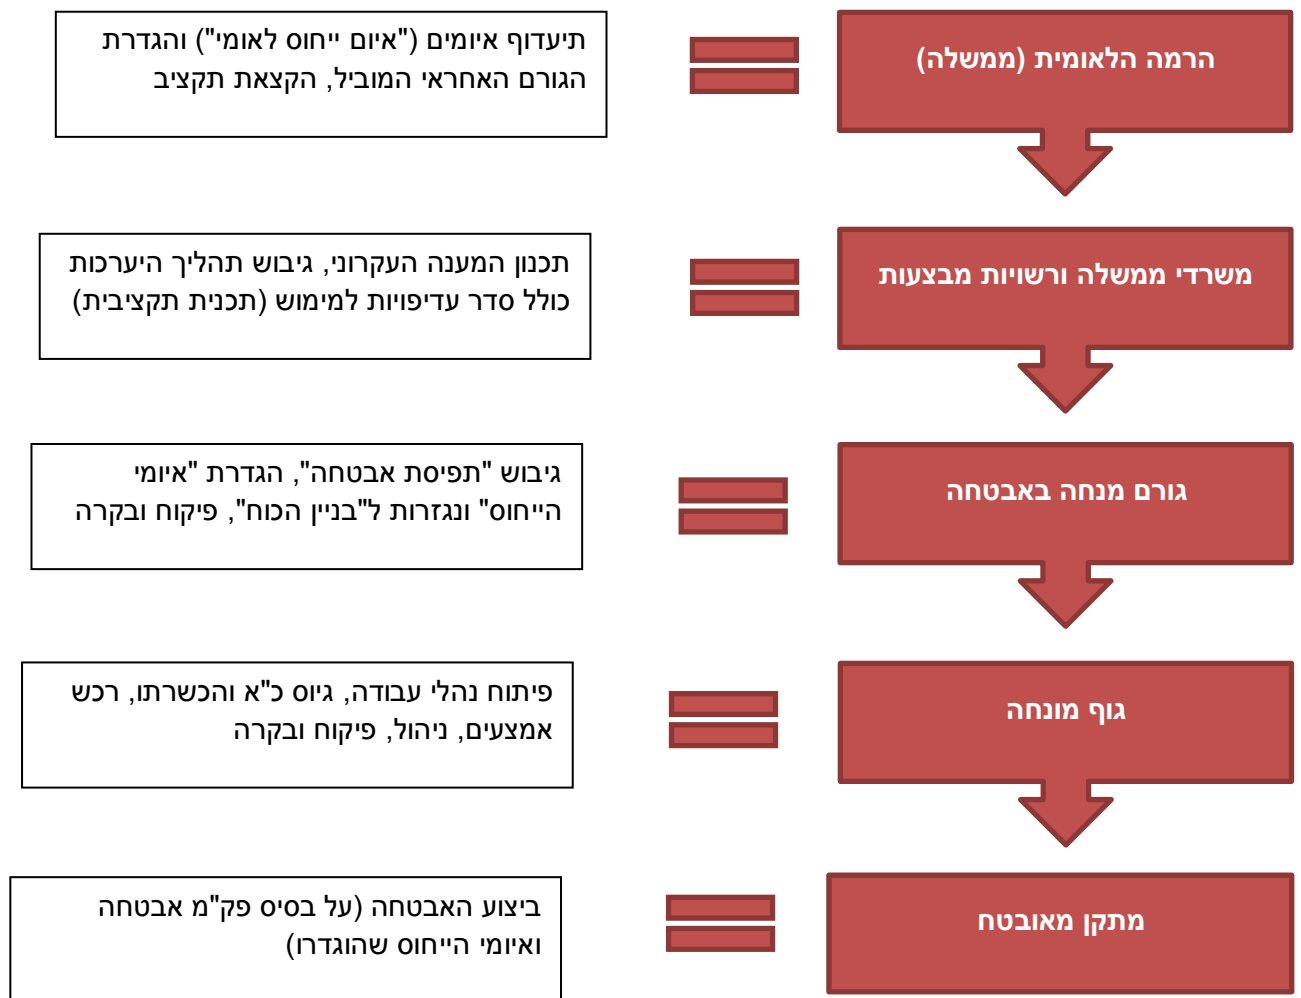 הרמה הלאומית (ממשלה)
תיעדוף איומים ("איום ייחוס לאומי") והגדרת
הגורם האחראי המוביל, הקצאת תקציב
משרדי ממשלה ורשויות מבצעות
תכנון המענה העקרוני, גיבוש תהליך היערכות
כולל סדר עדיפויות למימוש (תכנית תקציבית)
גורם מנחה באבטחה
גיבוש "תפיסת אבטחה", הגדרת "איומי
הייחוס" ונגזרות ל"בניין הכוח", פיקוח ובקרה
גוף מונחה
פיתוח נהלי עבודה, גיוס כ"א והכשרתו, רכש
אמצעים, ניהול, פיקוח ובקרה
מתקן מאובטח
ביצוע האבטחה (על בסיס פק"מ אבטחה
ואיומי הייחוס שהוגדרו)